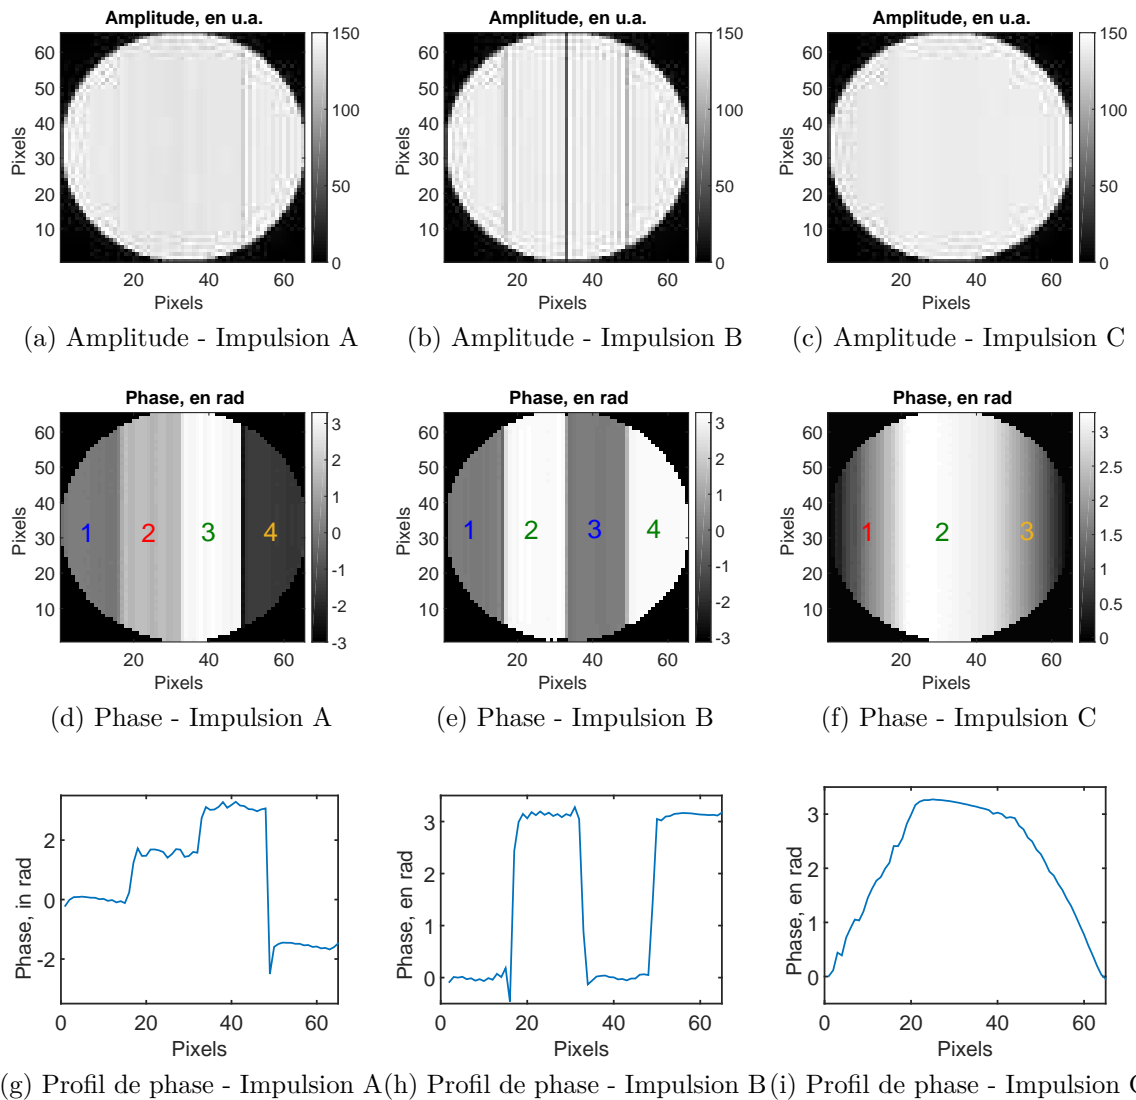 Amplitude, en u.a. Amplitude, en u.a. Amplitude, en u.a.
60 50 40 30 20 10 150 100 50 0 60 50 40 30 20 10 150 100 50 0 60 50 40 30 20 10 150 100 50 0
Pixels Pixels Pixels
20 40 60 20 40 60 20 40 60
Pixels Pixels Pixels
(a) Amplitude - Impulsion A (b) Amplitude - Impulsion B (c) Amplitude - Impulsion C
Phase, en rad Phase, en rad Phase, en rad
60 50 40 30 20 10 3 2 1 0 -1 -2 -3 60 50 40 30 20 10 3 2 1 0 -1 -2 -3 60 50 40 30 20 10 3 2.5 2 1.5 1 0.5 0
Pixels 1 2 3 4 Pixels 1 2 3 4 Pixels 1 2 3
20 40 60 20 40 60 20 40 60
Pixels Pixels Pixels
(d) Phase - Impulsion A (e) Phase - Impulsion B (f) Phase - Impulsion C
Phase, in rad 2 0 -2 Phase, en rad 3 2 1 0 Phase, en rad 3 2 1 0
0 20 40 60 0 20 40 60 0 20 40 60
Pixels Pixels Pixels
(g) Profil de phase - Impulsion A (h) Profil de phase - Impulsion B (i) Profil de phase - Impulsion C